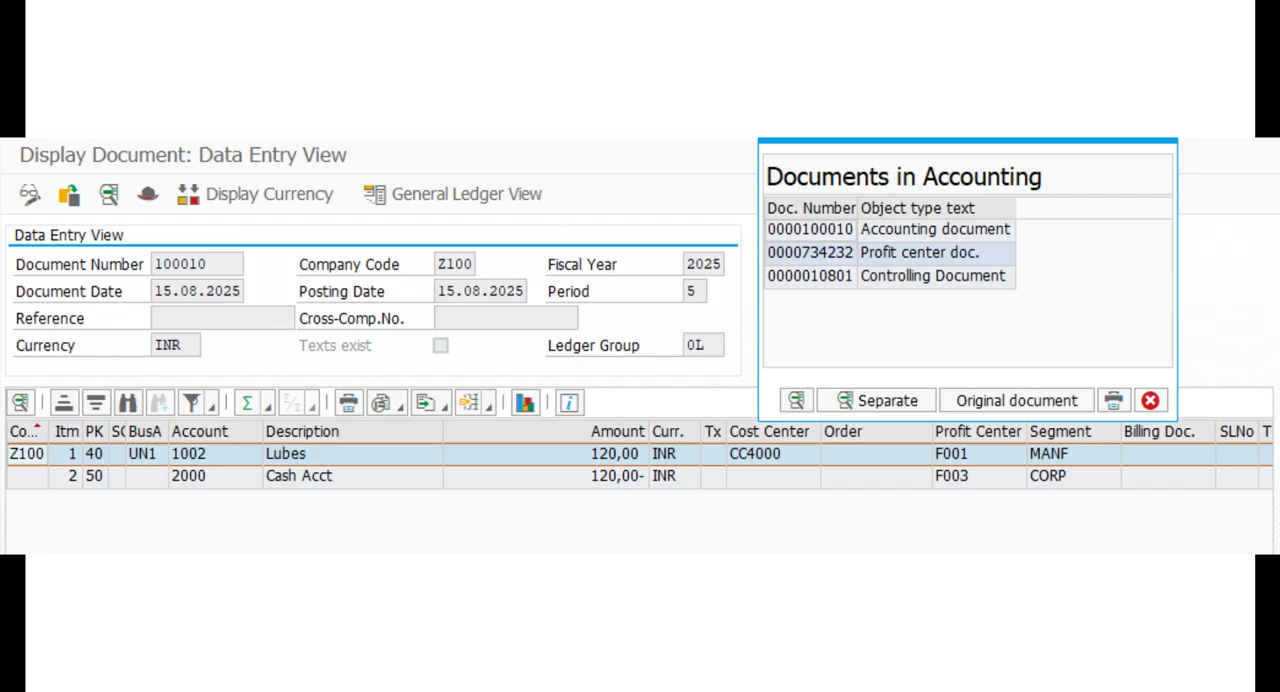 Display Document: Data Entry View
Display Currency General Ledger View
Data Entry View
Document Number 100010 Company Code Z100 Fiscal Year 2025
Document Date 15.08.2025 Posting Date 15.08.2025 Period 5
Reference Cross-Comp.No.
Currency INR Texts exist Ledger Group 0L
Documents in Accounting
Doc. Number Object type text
0000100010 Accounting document
0000734232 Profit center doc.
0000010801 Controlling Document
Separate Original document
Co... Itm PK SC BusA Account Description Amount Curr. Tx Cost Center Order Profit Center Segment Billing Doc. SLNo T
Z100 1 40 UN1 1002 Lubes 120,00 INR CC4000 F001 MANF
2 50 2000 Cash Acct 120,00- INR F003 CORP